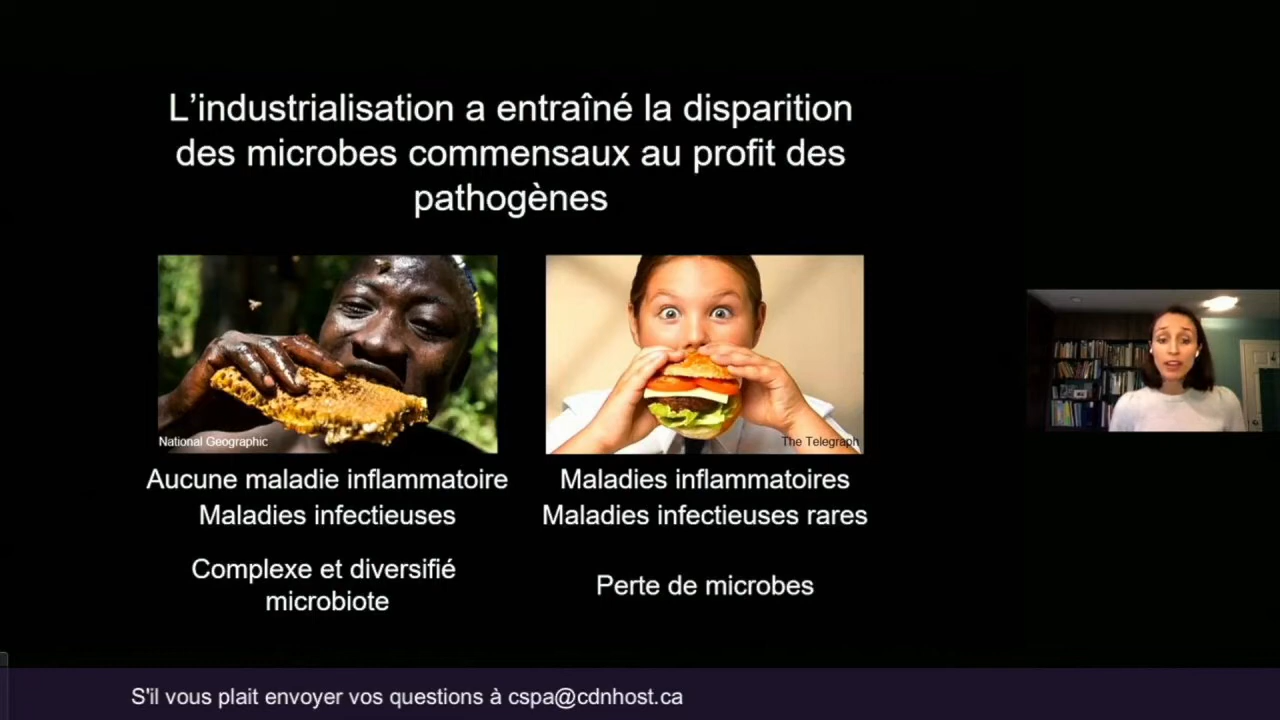 L'industrialisation a entraîné la disparition
des microbes commensaux au profit des
pathogènes
National Geographic
The Telegraph
Aucune maladie inflammatoire
Maladies infectieuses
Complexe et diversifié
microbiote
Maladies inflammatoires
Maladies infectieuses rares
Perte de microbes
S'il vous plait envoyer vos questions à cspa@cdnhost.ca